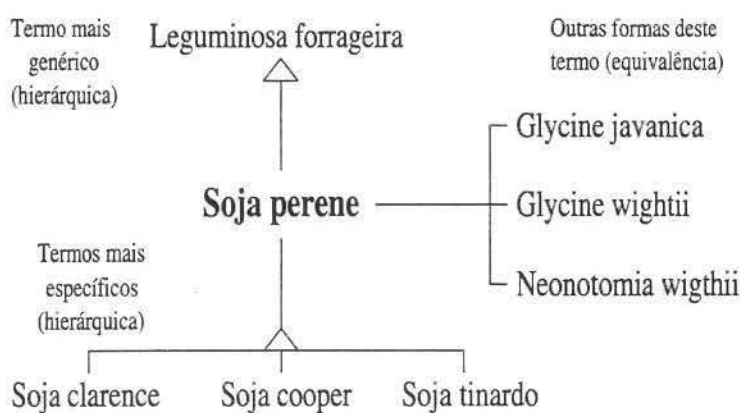 Termo mais
genérico
(hierárquica)
Leguminosa forrageira
Outras formas deste
termo (equivalência)
Glycine javanica
Soja perene
Glycine wightii
Neonotomia wigthii
Termos mais
específicos
(hierárquica)
Soja clarence
Soja cooper
Soja tinardo